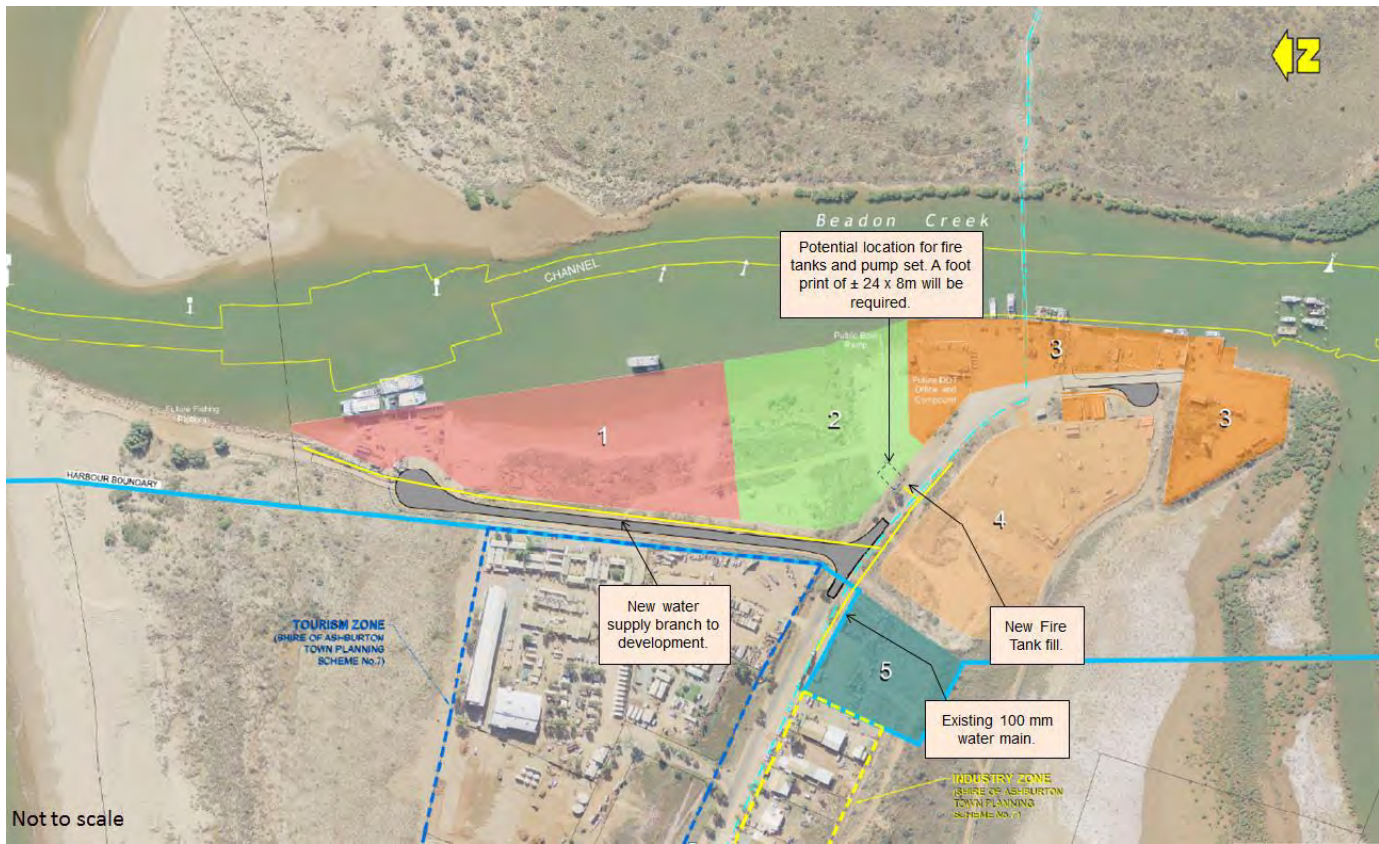 Z
Beadon Creek
Potential location for fire
tanks and pump set. A foot
print of ± 24 x 8m will be
required.
CHANNEL
Public Boat
Ramp
3
Future DOT
Office and
Compound
3
Future Fishing
Platform
1
2
4
HARBOUR BOUNDARY
TOURISM ZONE
(SHIRE OF ASHBURTON
TOWN PLANNING
SCHEME No.7)
New water
supply branch to
development.
New Fire
Tank fill.
5
Existing 100 mm
water main.
INDUSTRY ZONE
(SHIRE OF ASHBURTON
TOWN PLANNING
SCHEME No.7)
Not to scale